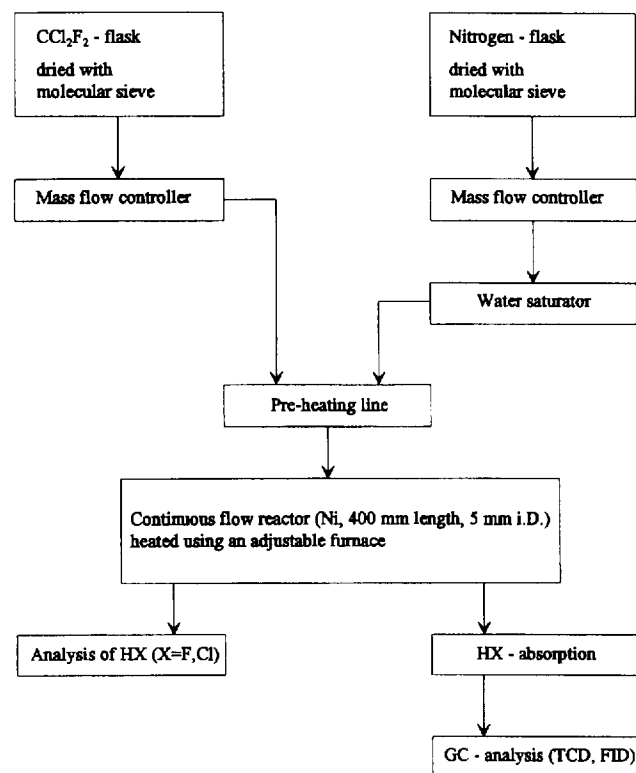 CCl₂F₂ - flask
dried with
molecular sieve
Nitrogen - flask
dried with
molecular sieve
Mass flow controller
Mass flow controller
Water saturator
Pre-heating line
Continuous flow reactor (Ni, 400 mm length, 5 mm i.D.)
heated using an adjustable furnace
Analysis of HX (X=F,Cl)
HX - absorption
GC - analysis (TCD, FID)